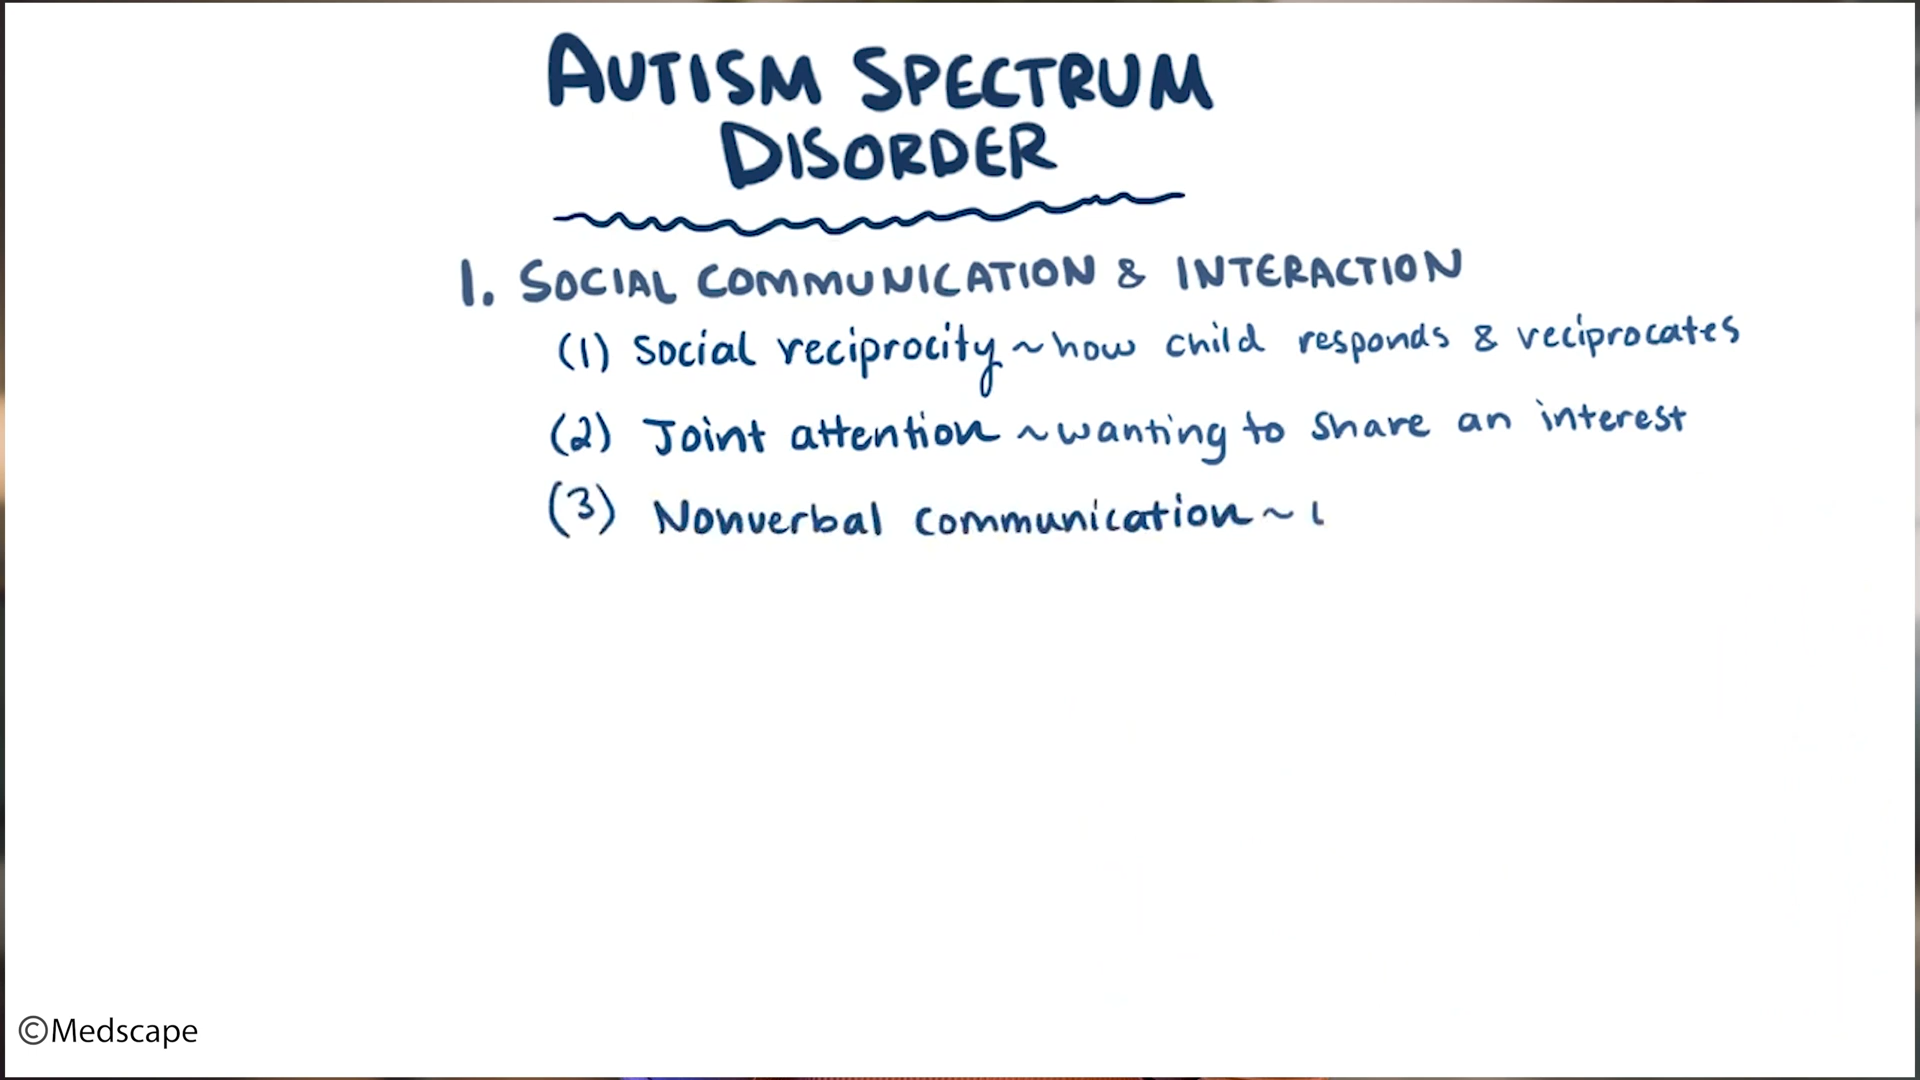 AUTISM SPECTRUM
DISORDER
1. SOCIAL COMMUNICATION & INTERACTION
(1) Social reciprocity ~ how child responds & reciprocates
(2) Joint attention ~ wanting to share an interest
(3) Nonverbal communication ~
©Medscape